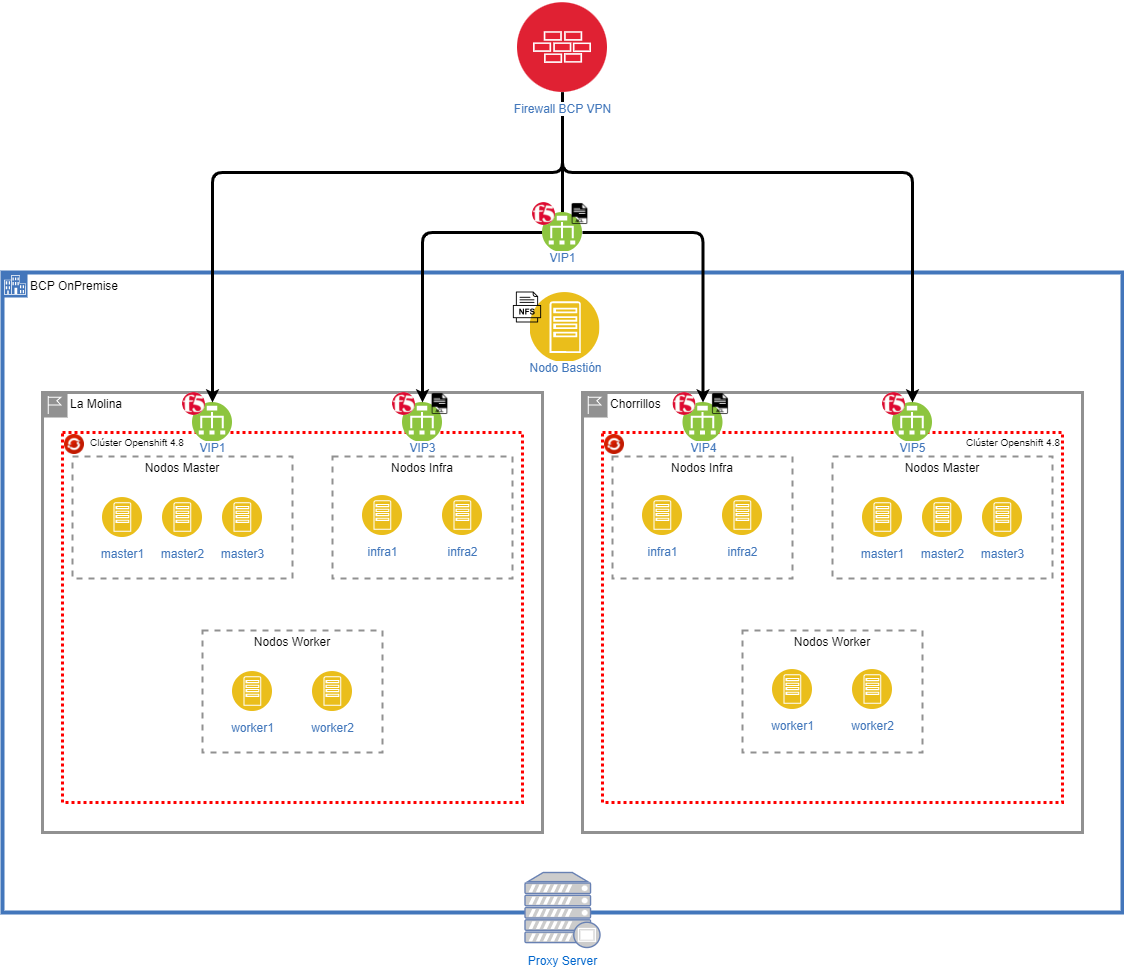 Firewall BCP VPN
f5
VIP1
BCP OnPremise
NFS
Nodo Bastión
La Molina
f5
f5
Chorrillos
f5
f5
VIP1
VIP3
VIP4
VIP5
Clúster Openshift 4.8
Clúster Openshift 4.8
Nodos Master
Nodos Infra
Nodos Infra
Nodos Master
master1
master2
master3
infra1
infra2
infra1
infra2
master1
master2
master3
Nodos Worker
Nodos Worker
worker1
worker2
worker1
worker2
Proxy Server